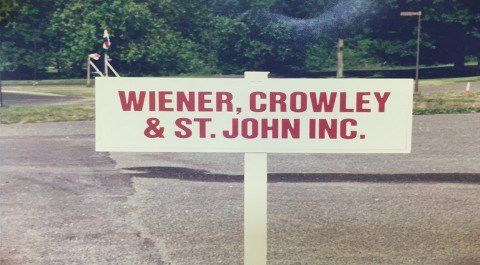 WIENER, CROWLEY
& ST. JOHN INC.